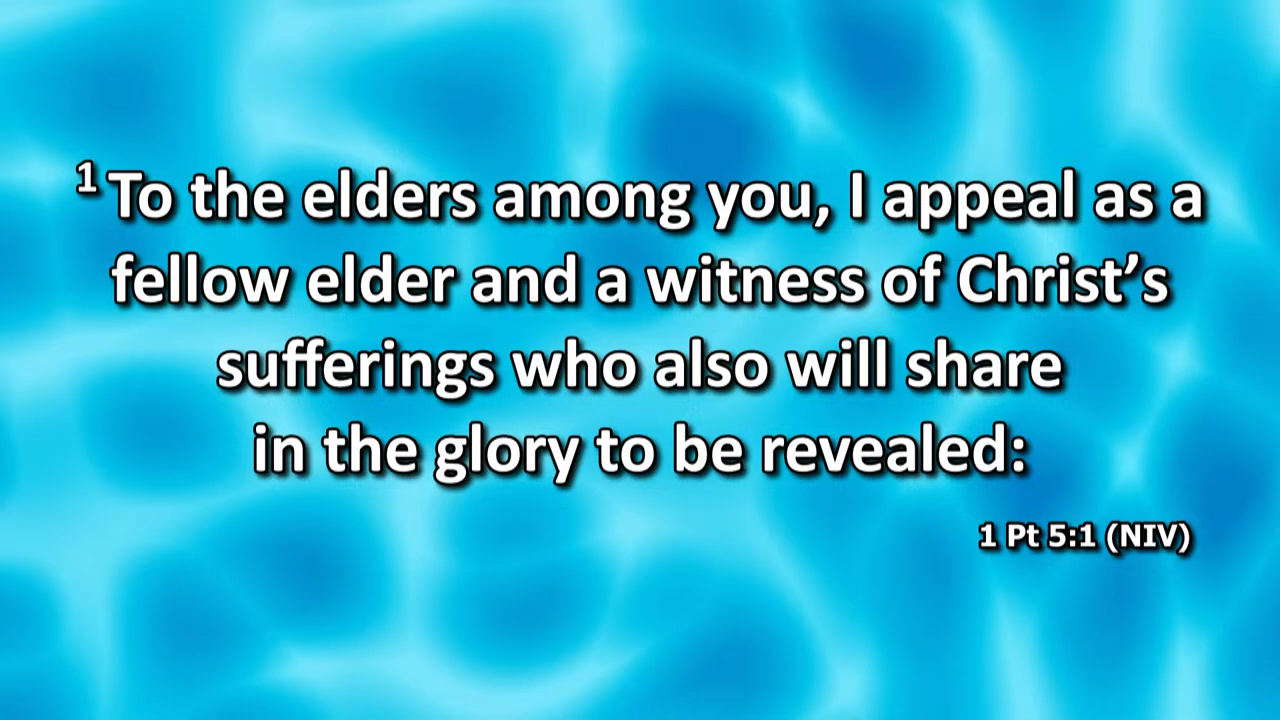 1 To the elders among you, I appeal as a
fellow elder and a witness of Christ’s
sufferings who also will share
in the glory to be revealed:
1 Pt 5:1 (NIV)